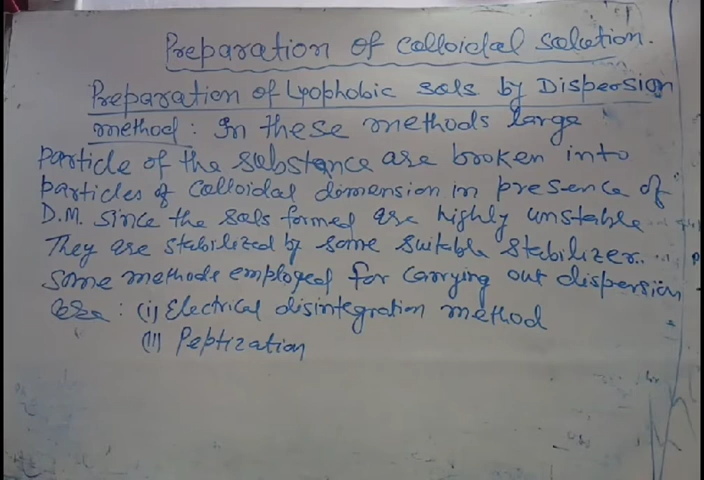 Preparation of colloidal solution.
Preparation of Lyophobic sols by Dispersion
method: In these methods large
particle of the substance are broken into
particles of colloidal dimension in presence of
D.M. since the sols formed are highly unstable
They are stabilized by some suitable stabilizer.
some methods employed for carrying out dispersion
(i) Electrical disintegration method
(ii) Peptization